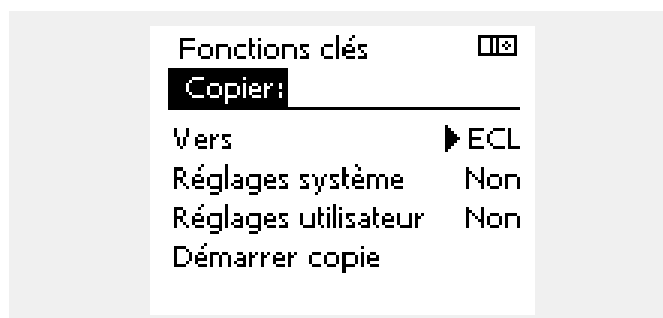 Fonctions clés
Copier:
Vers ECL
Réglages système Non
Réglages utilisateur Non
Démarrer copie